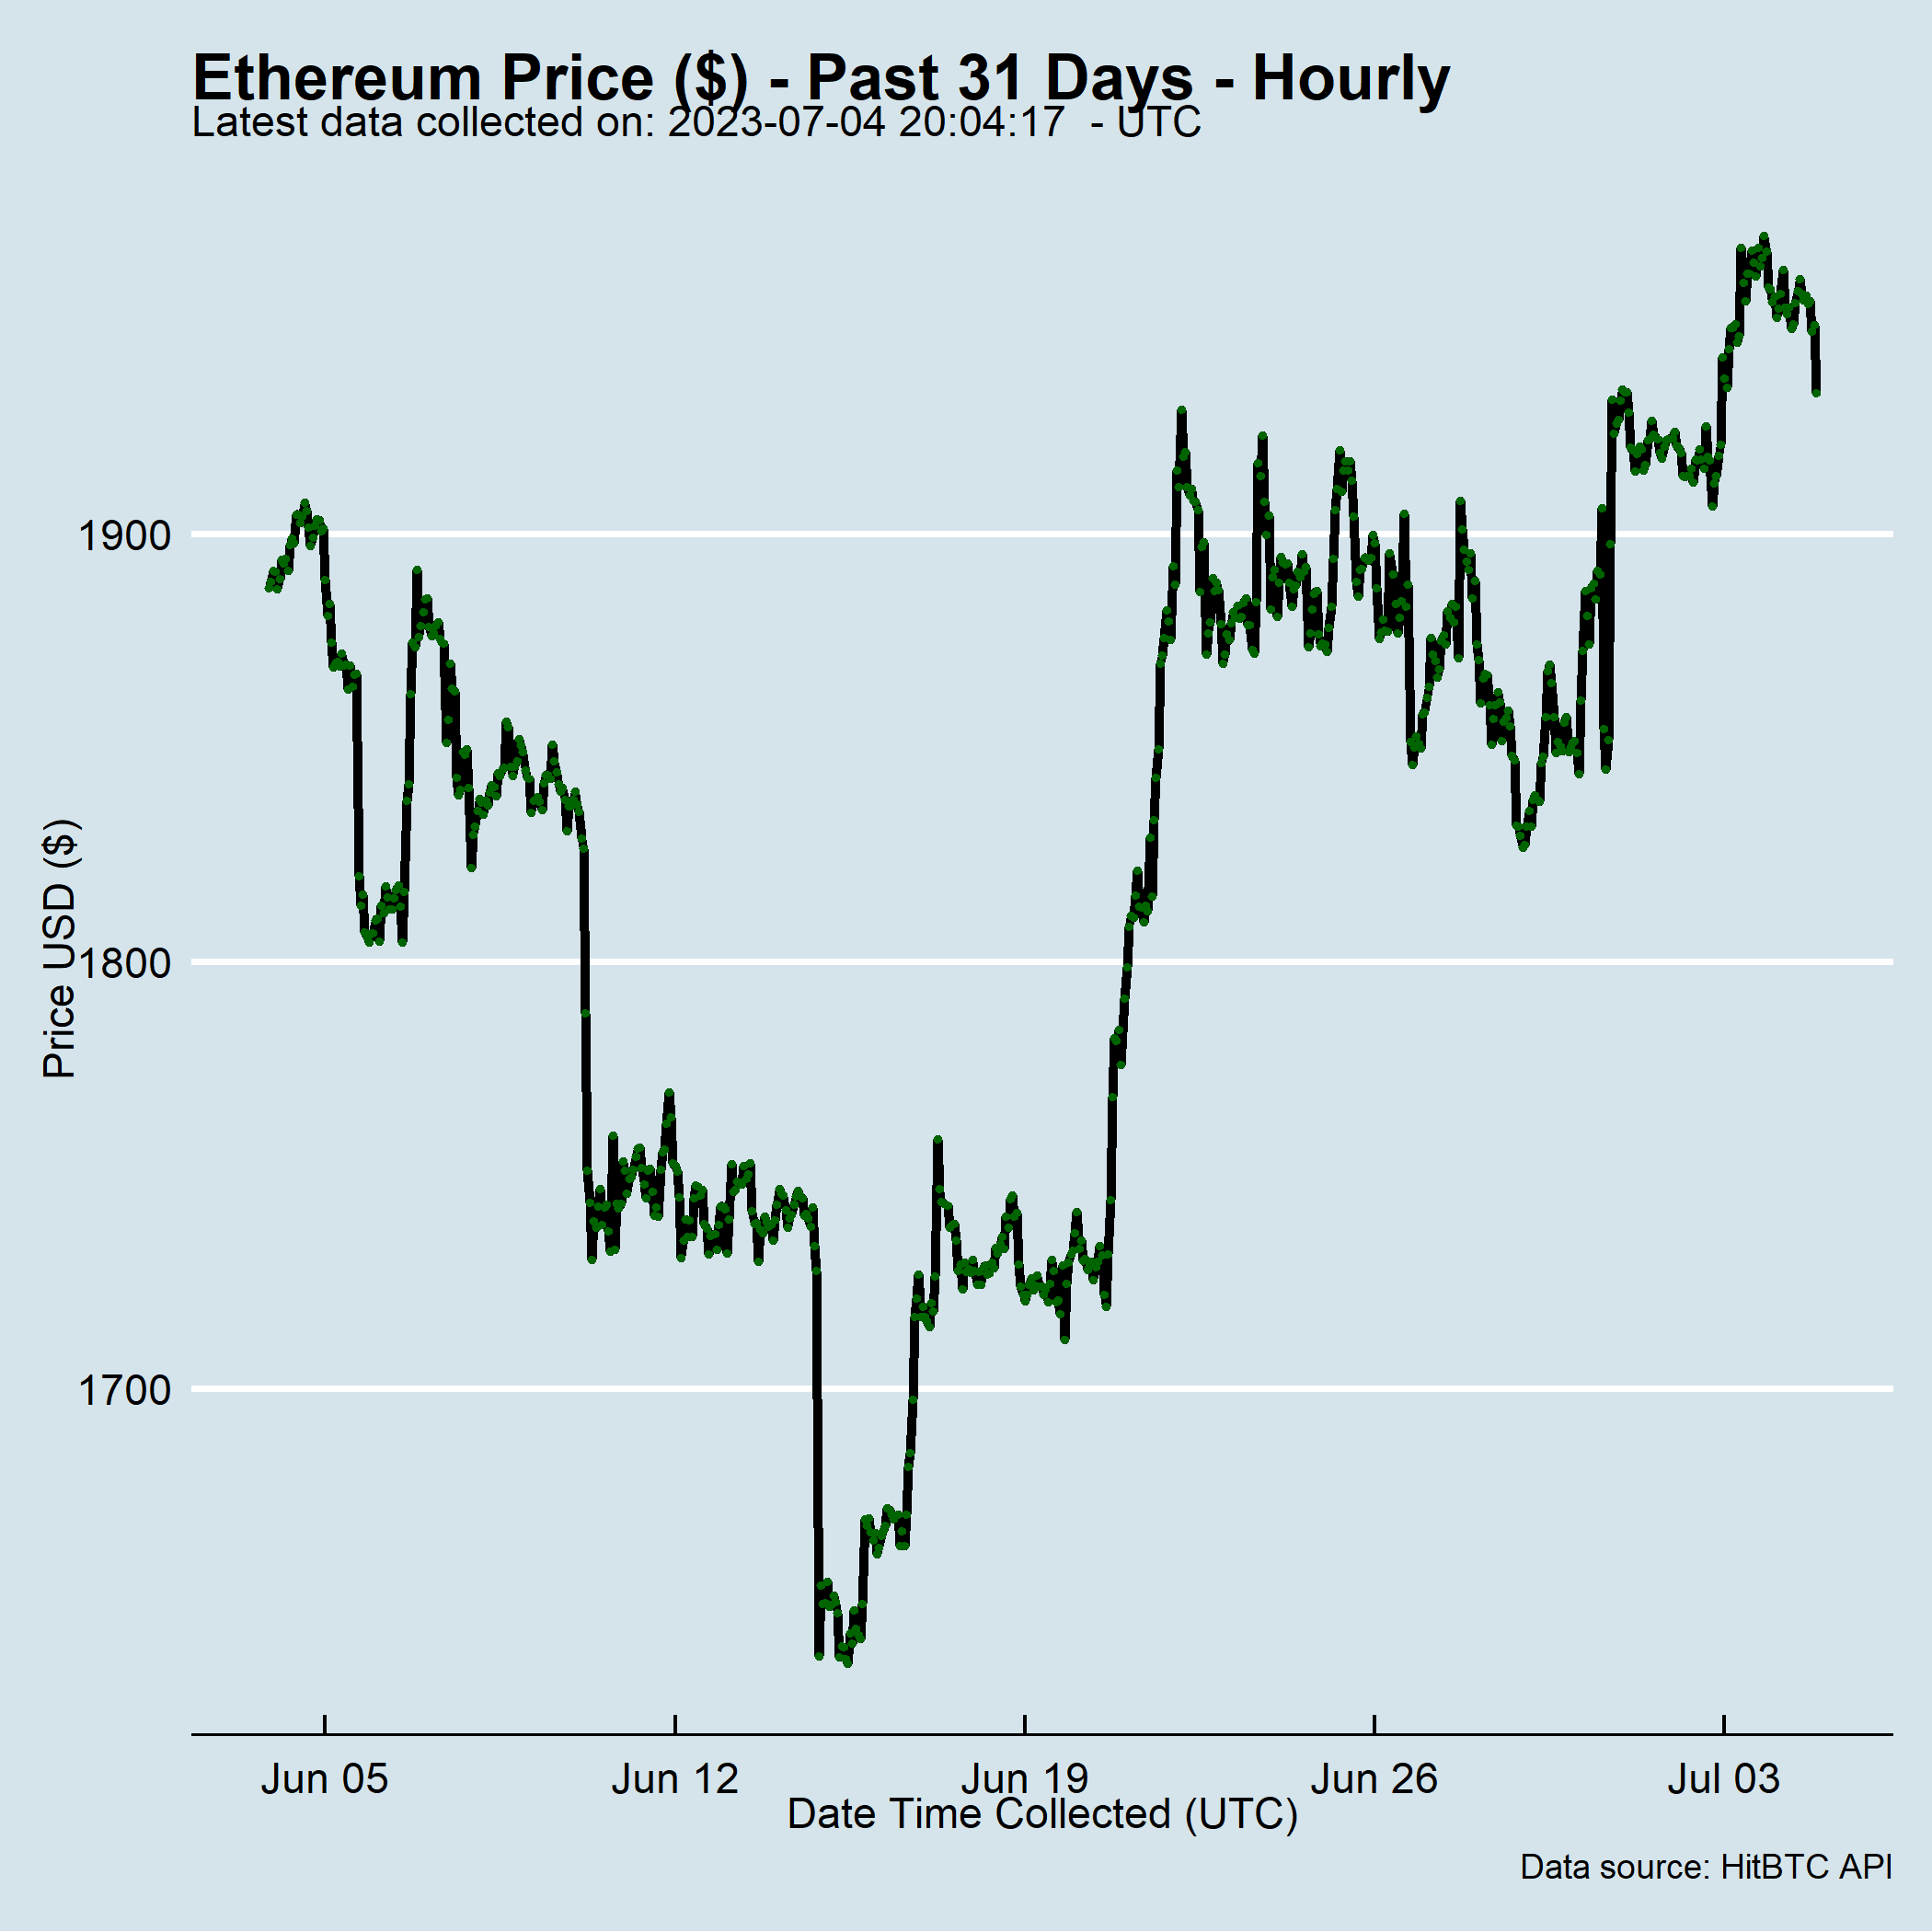 Ethereum Price ($) - Past 31 Days - Hourly
Latest data collected on: 2023-07-04 20:04:17  - UTC
Price USD ($)
1900
1800
1700
Jun 05 Jun 12 Jun 19 Jun 26 Jul 03
Date Time Collected (UTC)
Data source: HitBTC API